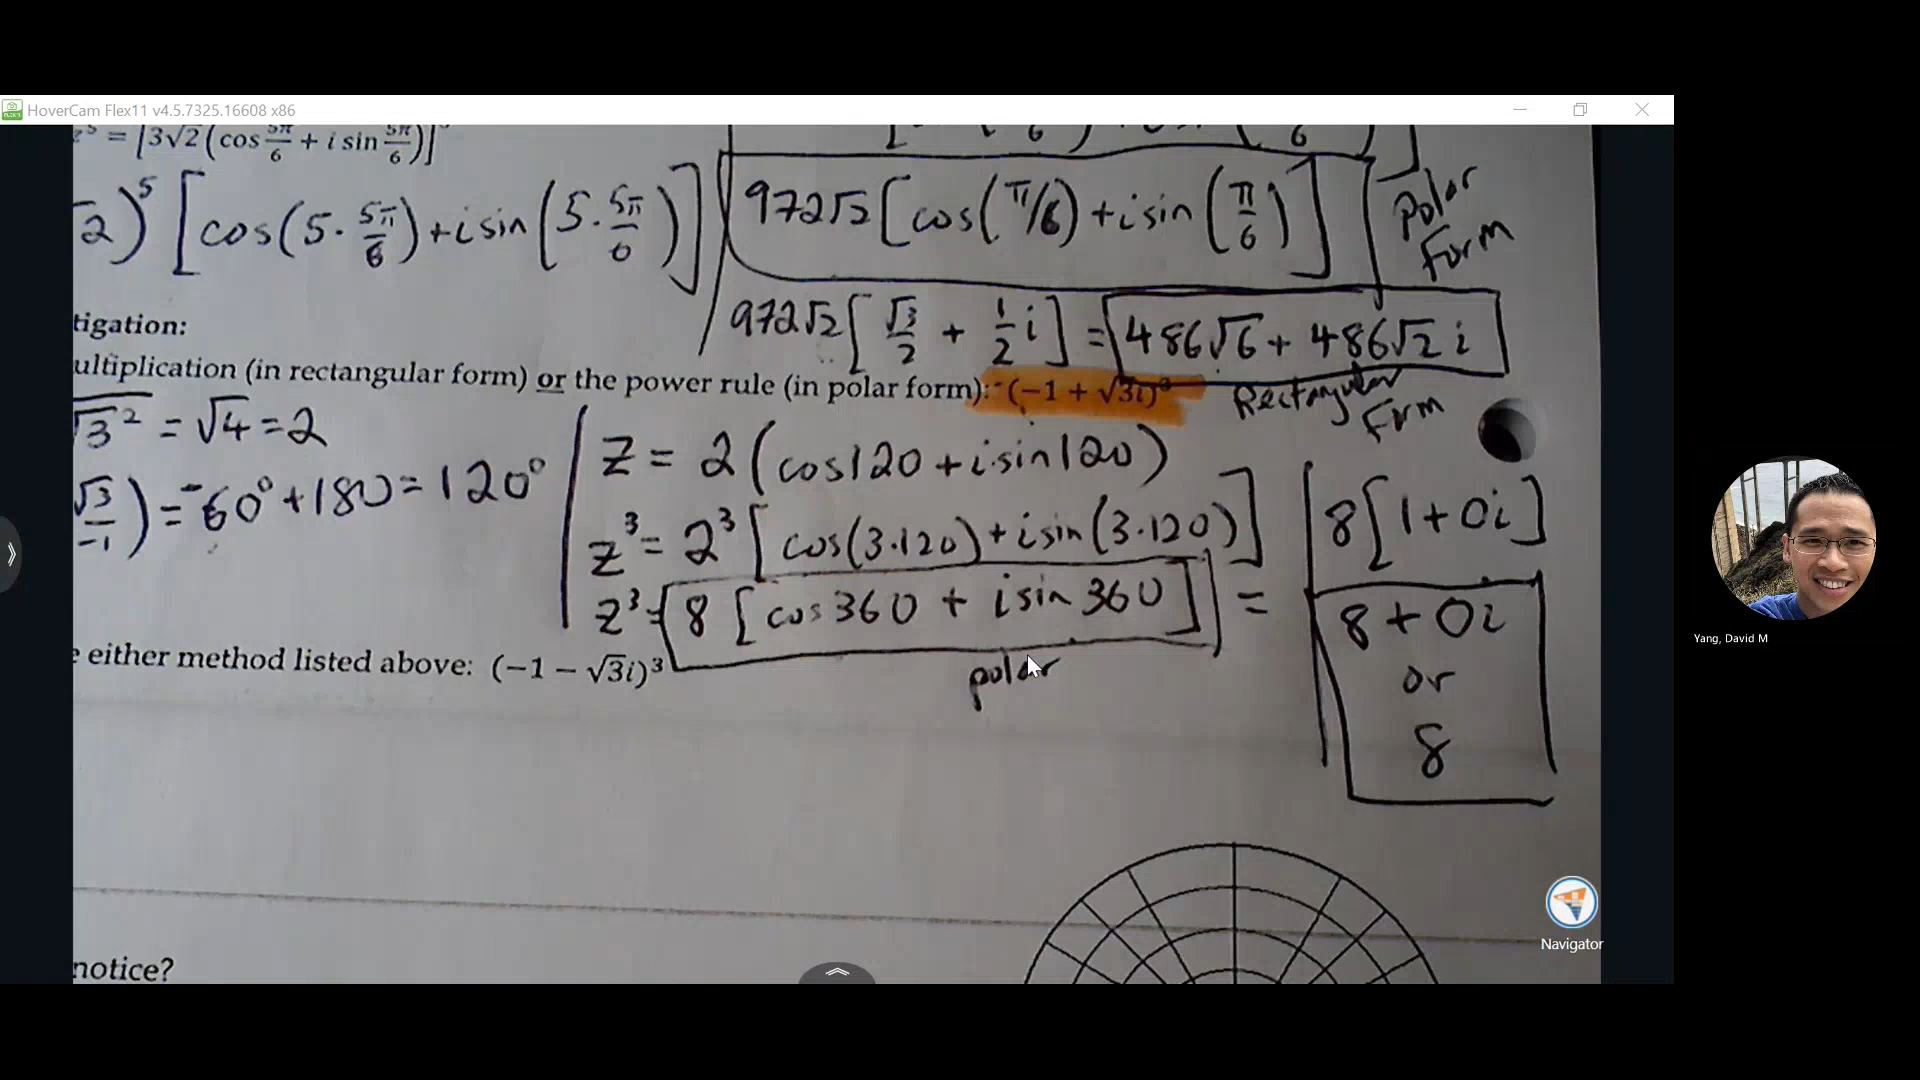 HoverCam Flex11 v4.5.7325.16608 x86
z⁵ = [3√2(cos 5π/6 + i sin 5π/6)]⁵
√2)⁵ [cos(5·5π/6) + i sin(5·5π/6)]
972√2 [cos(π/6) + i sin(π/6)]
Polar
Form
972√2 [√3/2 + 1/2 i] = 486√6 + 486√2 i
Rectangular
Form
tigation:
ultiplication (in rectangular form) or the power rule (in polar form): (−1 + √3i)³
√3² = √4 = 2
√3/−1) = −60° + 180 = 120°
z = 2(cos120 + i sin120)
z³ = 2³ [cos(3·120) + i sin(3·120)]
z³ = 8 [cos360 + i sin 360] =
polar
8[1 + 0i]
8 + 0i
or
8
e either method listed above: (−1 − √3i)³
notice?
Navigator
Yang, David M